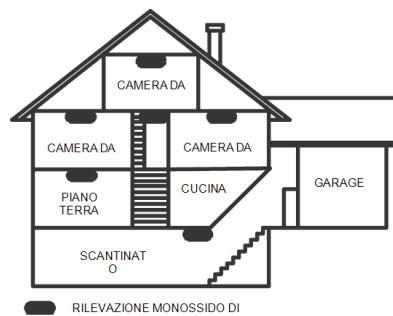 CAMERA DA
CAMERA DA
CAMERA DA
PIANO
TERRA
CUCINA
GARAGE
SCANTINAT
O
RILEVAZIONE MONOSSIDO DI